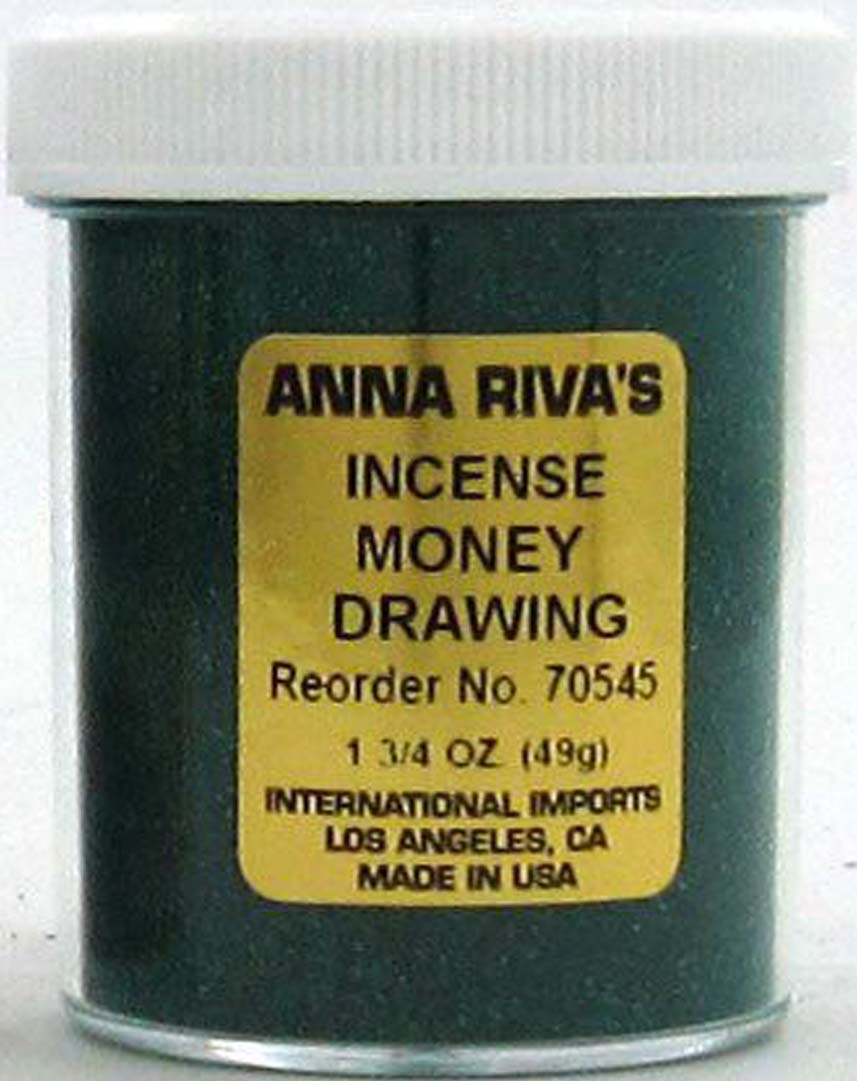 ANNA RIVA'S
INCENSE
MONEY
DRAWING
Reorder No. 70545
1 3/4 OZ (49g)
INTERNATIONAL IMPORTS
LOS ANGELES, CA
MADE IN USA